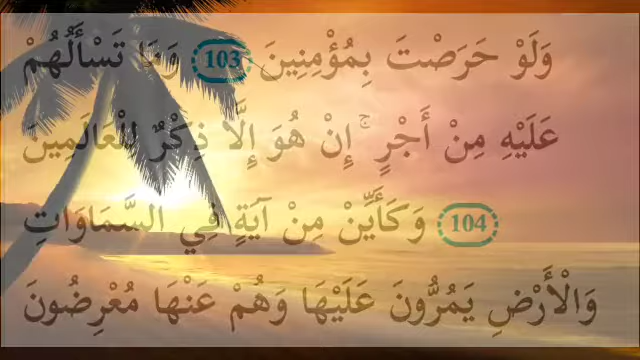 وَلَوْ حَرَصْتَ بِمُؤْمِنِينَ 103 وَمَا تَسْأَلُهُمْ
عَلَيْهِ مِنْ أَجْرٍ ۚ إِنْ هُوَ إِلَّا ذِكْرٌ لِلْعَالَمِينَ
104 وَكَأَيِّنْ مِنْ آيَةٍ فِي السَّمَاوَاتِ
وَالْأَرْضِ يَمُرُّونَ عَلَيْهَا وَهُمْ عَنْهَا مُعْرِضُونَ